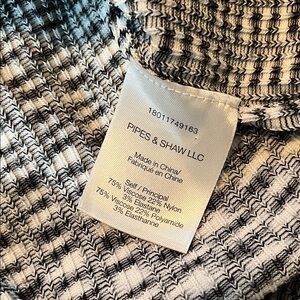 18011749163
PIPES & SHAW LLC
Made in China/
Fabriqué en Chine
Self / Principal
75% Viscose 22% Nylon
3% Elastane
75% Viscose 22% Polyamide
3% Elasthanne